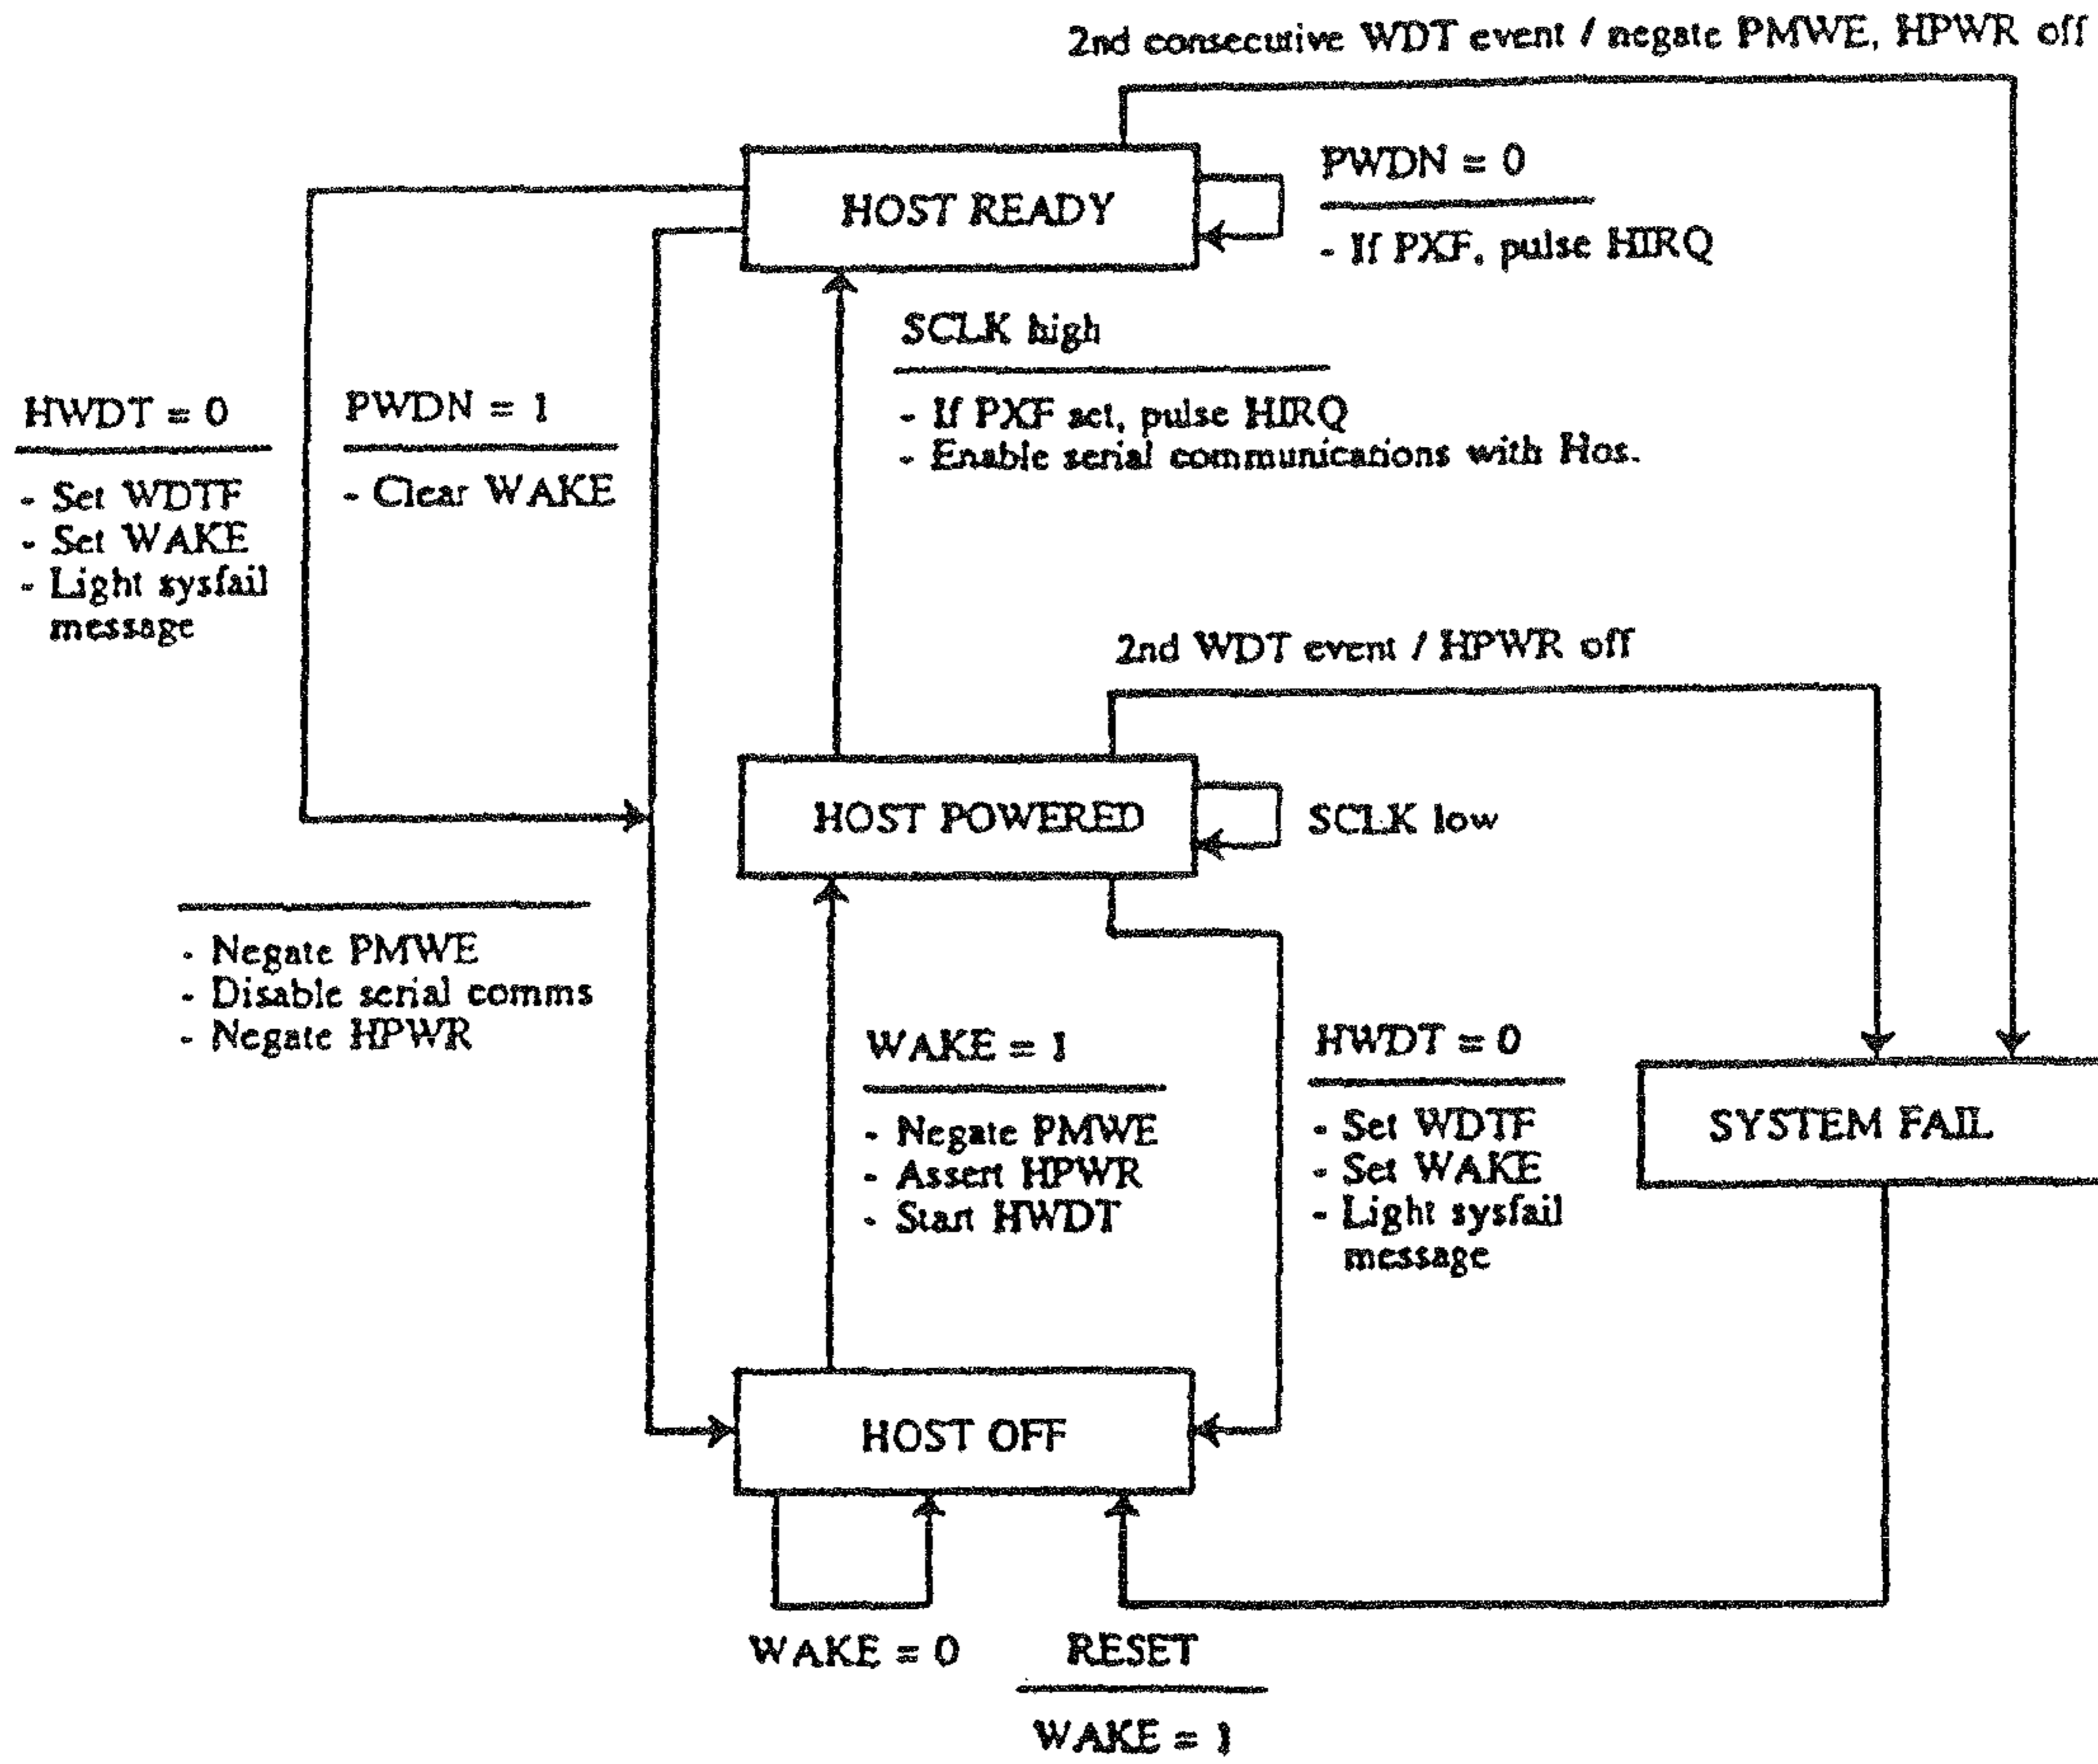 2nd consecutive WDT event / negate PMWE, HPWR off
HOST READY
PWDN = 0
- If PXF, pulse HIRQ
SCLK high
- If PXF set, pulse HIRQ
- Enable serial communications with Hos.
HWDT = 0
- Set WDTF
- Set WAKE
- Light sysfail
message
PWDN = 1
- Clear WAKE
2nd WDT event / HPWR off
HOST POWERED
SCLK low
- Negate PMWE
- Disable serial comms
- Negate HPWR
WAKE = 1
- Negate PMWE
- Assert HPWR
- Start HWDT
HWDT = 0
- Set WDTF
- Set WAKE
- Light sysfail
message
SYSTEM FAIL
HOST OFF
WAKE = 0
RESET
WAKE = 1